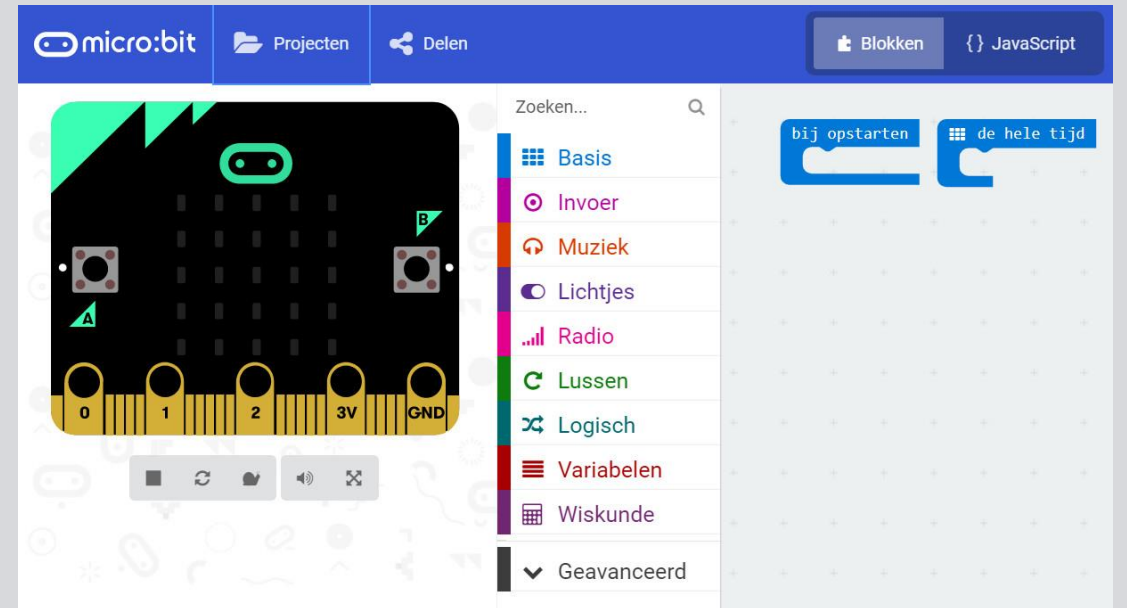 micro:bit
Projecten
Delen
Blokken
{} JavaScript
Zoeken...
Basis
Invoer
Muziek
Lichtjes
Radio
Lussen
Logisch
Variabelen
Wiskunde
Geavanceerd
bij opstarten
de hele tijd
B
A
0 1 2 3V GND